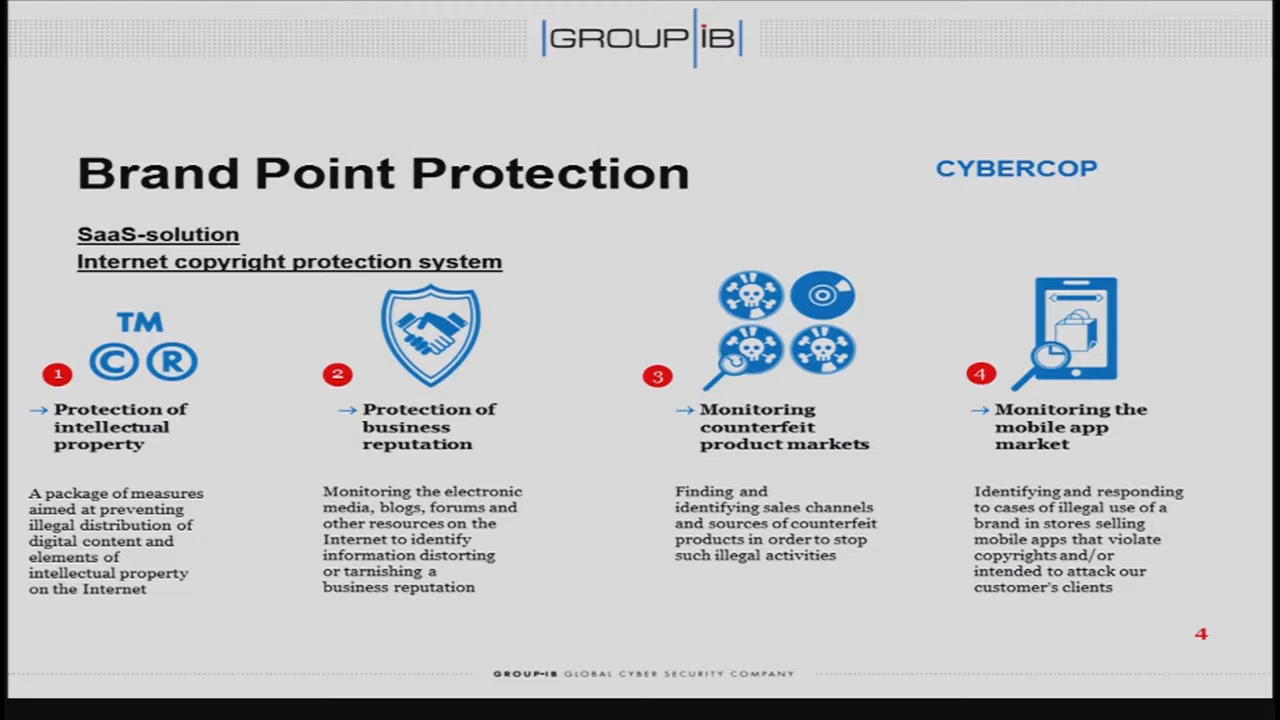 GROUP iB
Brand Point Protection
CYBERCOP
SaaS-solution
Internet copyright protection system
TM
© ®
1
→ Protection of
intellectual
property
A package of measures
aimed at preventing
illegal distribution of
digital content and
elements of
intellectual property
on the Internet
2
→ Protection of
business
reputation
Monitoring the electronic
media, blogs, forums and
other resources on the
Internet to identify
information distorting
or tarnishing a
business reputation
3
→ Monitoring
counterfeit
product markets
Finding and
identifying sales channels
and sources of counterfeit
products in order to stop
such illegal activities
4
→ Monitoring the
mobile app
market
Identifying and responding
to cases of illegal use of a
brand in stores selling
mobile apps that violate
copyrights and/or
intended to attack our
customer's clients
4
GROUP-IB GLOBAL CYBER SECURITY COMPANY